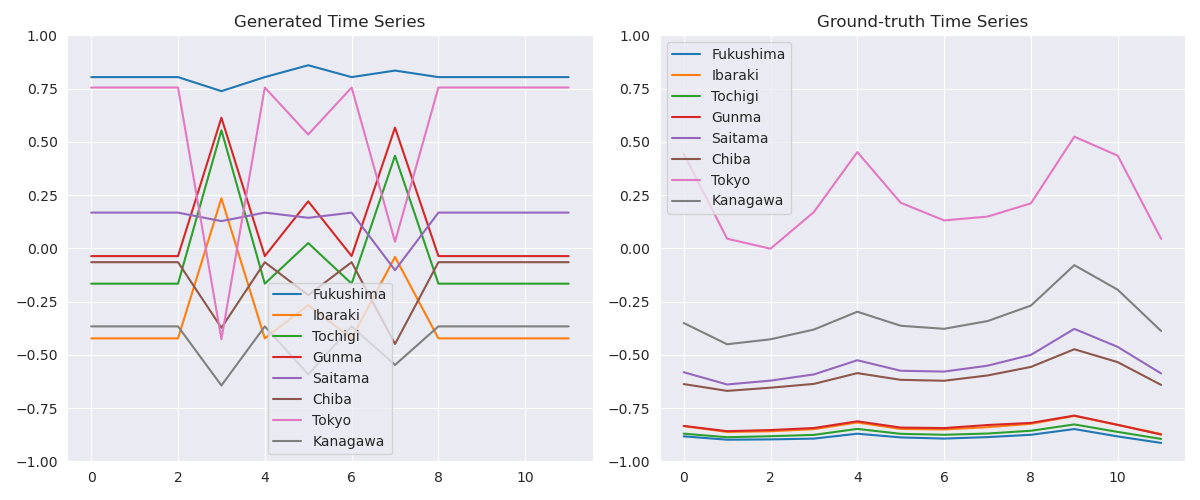 Generated Time Series
1.00
0.75
0.50
0.25
0.00
−0.25
−0.50
−0.75
−1.00
0 2 4 6 8 10
Fukushima
Ibaraki
Tochigi
Gunma
Saitama
Chiba
Tokyo
Kanagawa
Ground-truth Time Series
1.00
0.75
0.50
0.25
0.00
−0.25
−0.50
−0.75
−1.00
0 2 4 6 8 10
Fukushima
Ibaraki
Tochigi
Gunma
Saitama
Chiba
Tokyo
Kanagawa